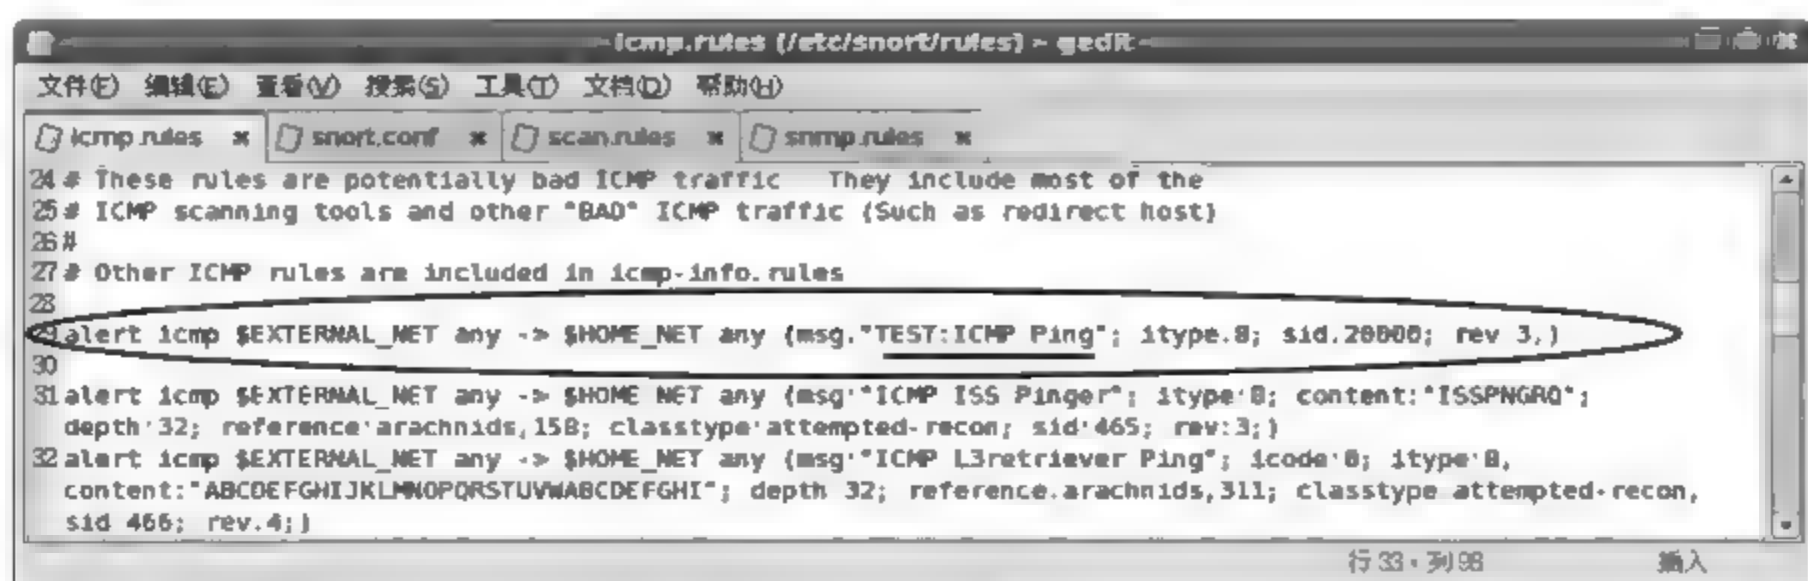 icmp.rules (/etc/snort/rules) - gedit
文件(F) 编辑(E) 查看(V) 搜索(S) 工具(T) 文档(D) 帮助(H)
icmp.rules snort.conf scan.rules snmp.rules
24 # These rules are potentially bad ICMP traffic They include most of the
25 # ICMP scanning tools and other "BAD" ICMP traffic (Such as redirect host)
26 #
27 # Other ICMP rules are included in icmp-info.rules
28
29 alert icmp $EXTERNAL_NET any -> $HOME_NET any (msg:"TEST:ICMP Ping"; itype:8; sid:20000; rev:3;)
30
31 alert icmp $EXTERNAL_NET any -> $HOME_NET any (msg:"ICMP ISS Pinger"; itype:8; content:"ISSPNGRQ";
depth:32; reference:arachnids,158; classtype:attempted-recon; sid:465; rev:3;)
32 alert icmp $EXTERNAL_NET any -> $HOME_NET any (msg:"ICMP L3retriever Ping"; icode:0; itype:8;
content:"ABCDEFGHIJKLMNOPQRSTUVWABCDEFGHI"; depth:32; reference:arachnids,311; classtype:attempted-recon;
sid:466; rev:4;)
行 33，列 98 插入